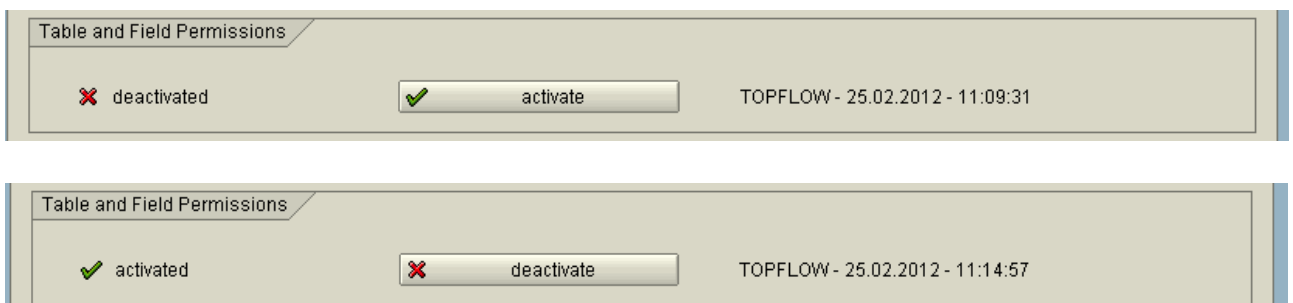 Table and Field Permissions
deactivated activate TOPFLOW - 25.02.2012 - 11:09:31
Table and Field Permissions
activated deactivate TOPFLOW - 25.02.2012 - 11:14:57